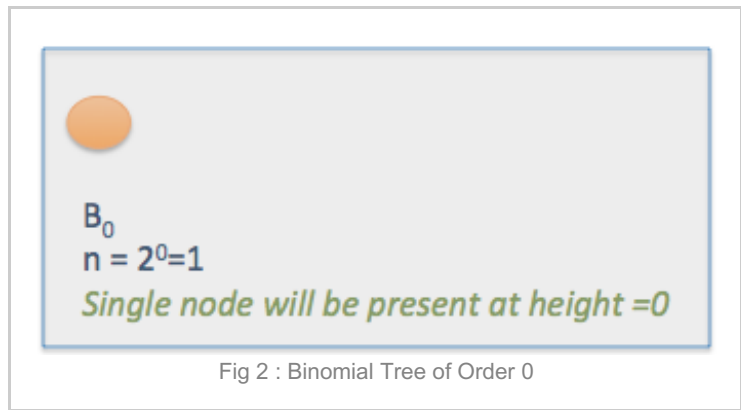 B₀
n = 2⁰=1
Single node will be present at height =0
Fig 2 : Binomial Tree of Order 0